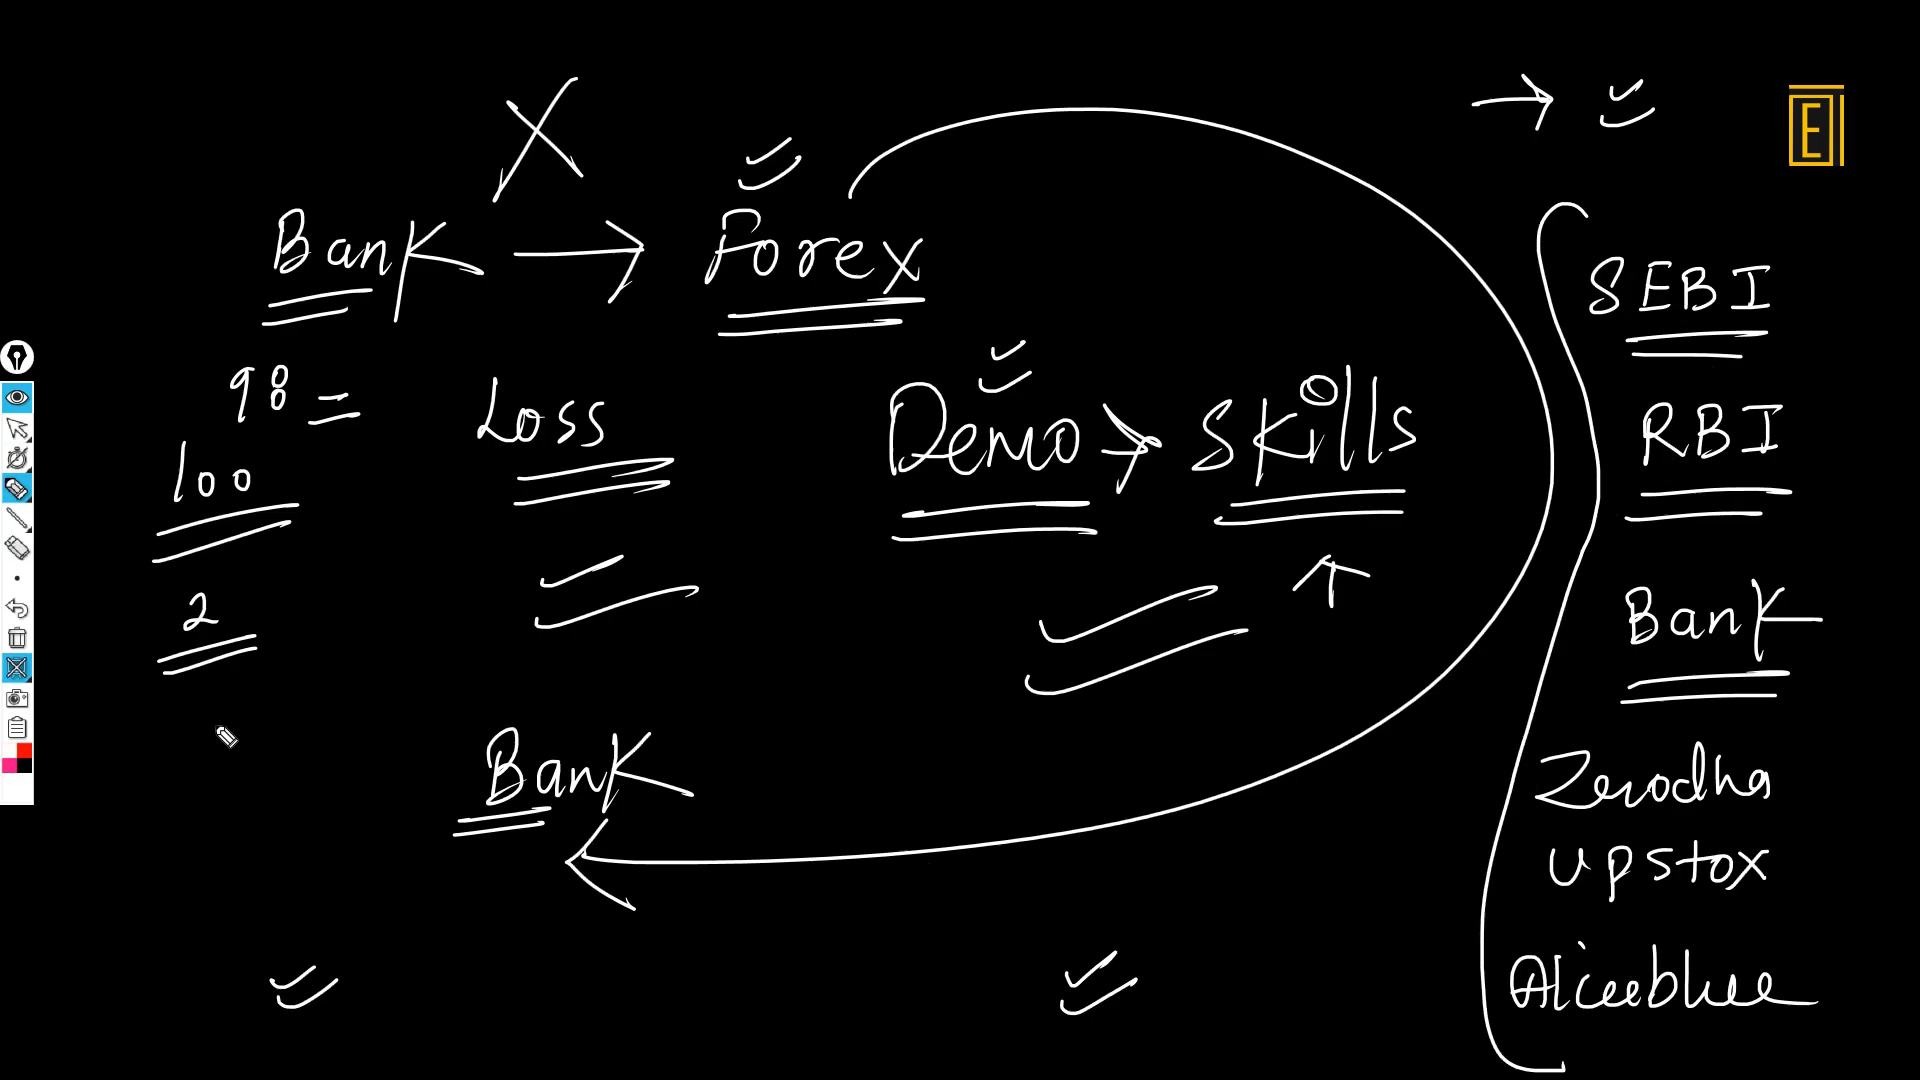 X
Bank → Forex
98 = Loss
100
2
Demo → Skills
Bank
SEBI
RBI
Bank
Zerodha
upstox
Aliceblue
E